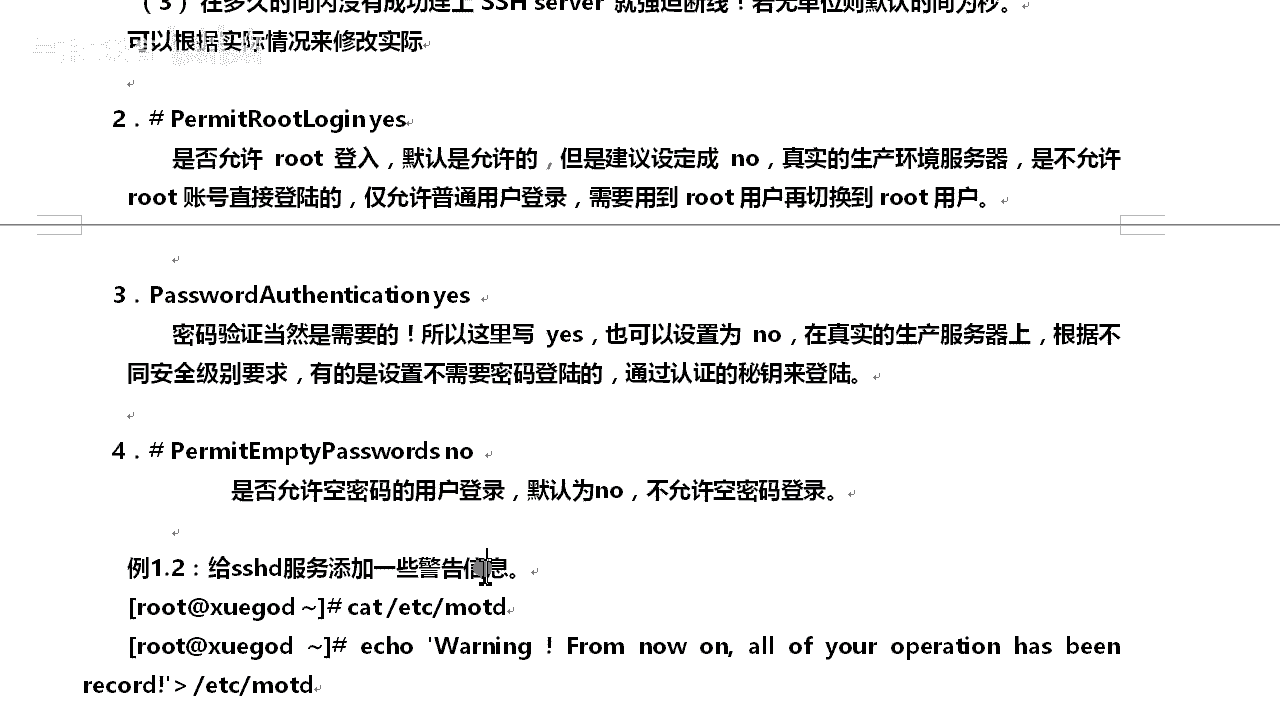 （3）在多久的时间内没有成功连上 SSH server 就强迫断线！若无单位则默认时间为秒。
可以根据实际情况来修改实际
2．# PermitRootLogin yes
是否允许 root 登入，默认是允许的，但是建议设定成 no，真实的生产环境服务器，是不允许
root 账号直接登陆的，仅允许普通用户登录，需要用到 root 用户再切换到 root 用户。
3．PasswordAuthentication yes
密码验证当然是需要的！所以这里写 yes，也可以设置为 no，在真实的生产服务器上，根据不
同安全级别要求，有的是设置不需要密码登陆的，通过认证的秘钥来登陆。
4．# PermitEmptyPasswords no
是否允许空密码的用户登录，默认为no，不允许空密码登录。
例1.2：给sshd服务添加一些警告信息。
[root@xuegod ~]# cat /etc/motd
[root@xuegod ~]# echo 'Warning ! From now on, all of your operation has been
record!'> /etc/motd